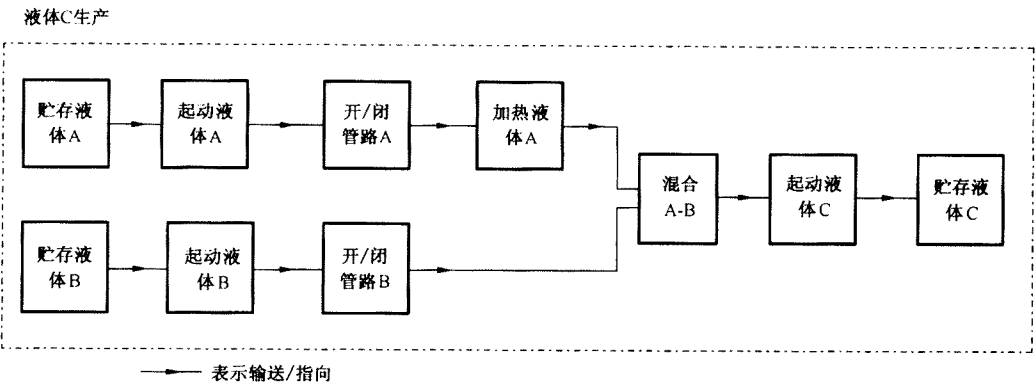 液体C生产
贮存液
体A
起动液
体A
开/闭
管路A
加热液
体A
混合
A-B
起动液
体C
贮存液
体C
贮存液
体B
起动液
体B
开/闭
管路B
表示输送/指向